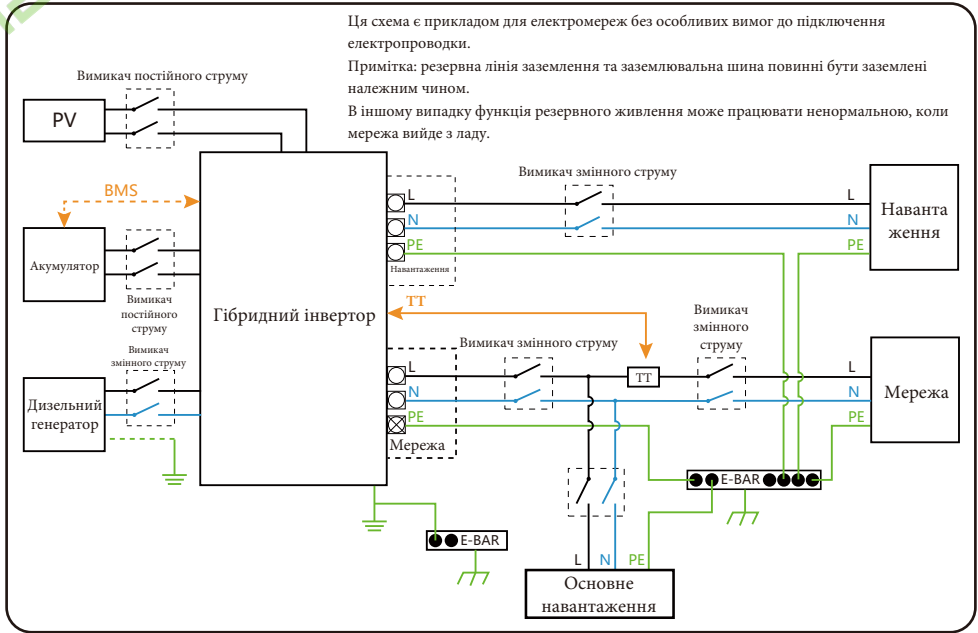 Ця схема є прикладом для електромереж без особливих вимог до підключення
електропроводки.
Примітка: резервна лінія заземлення та заземлювальна шина повинні бути заземлені
належним чином.
В іншому випадку функція резервного живлення може працювати ненормальною, коли
мережа вийде з ладу.
Вимикач постійного струму
PV
BMS
Акумулятор
Вимикач
постійного
струму
Вимикач
змінного струму
Дизельний
генератор
Гібридний інвертор
L
N
PE
Навантаження
Вимикач змінного струму
L
N
PE
Наванта
ження
ТТ
Вимикач змінного струму
Вимикач
змінного
струму
ТТ
L
N
PE
Мережа
L
N
PE
Мережа
E-BAR
E-BAR
L
N
PE
Основне
навантаження